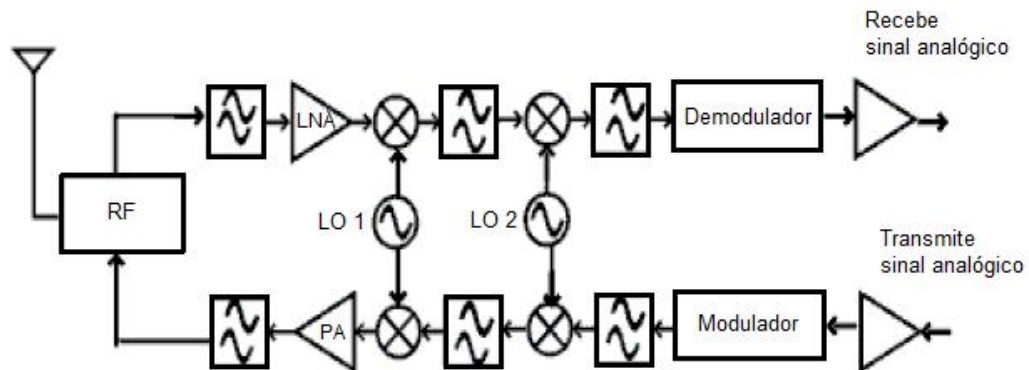 Recebe
sinal analógico
LNA
Demodulador
RF
LO 1
LO 2
Transmite
sinal analógico
PA
Modulador